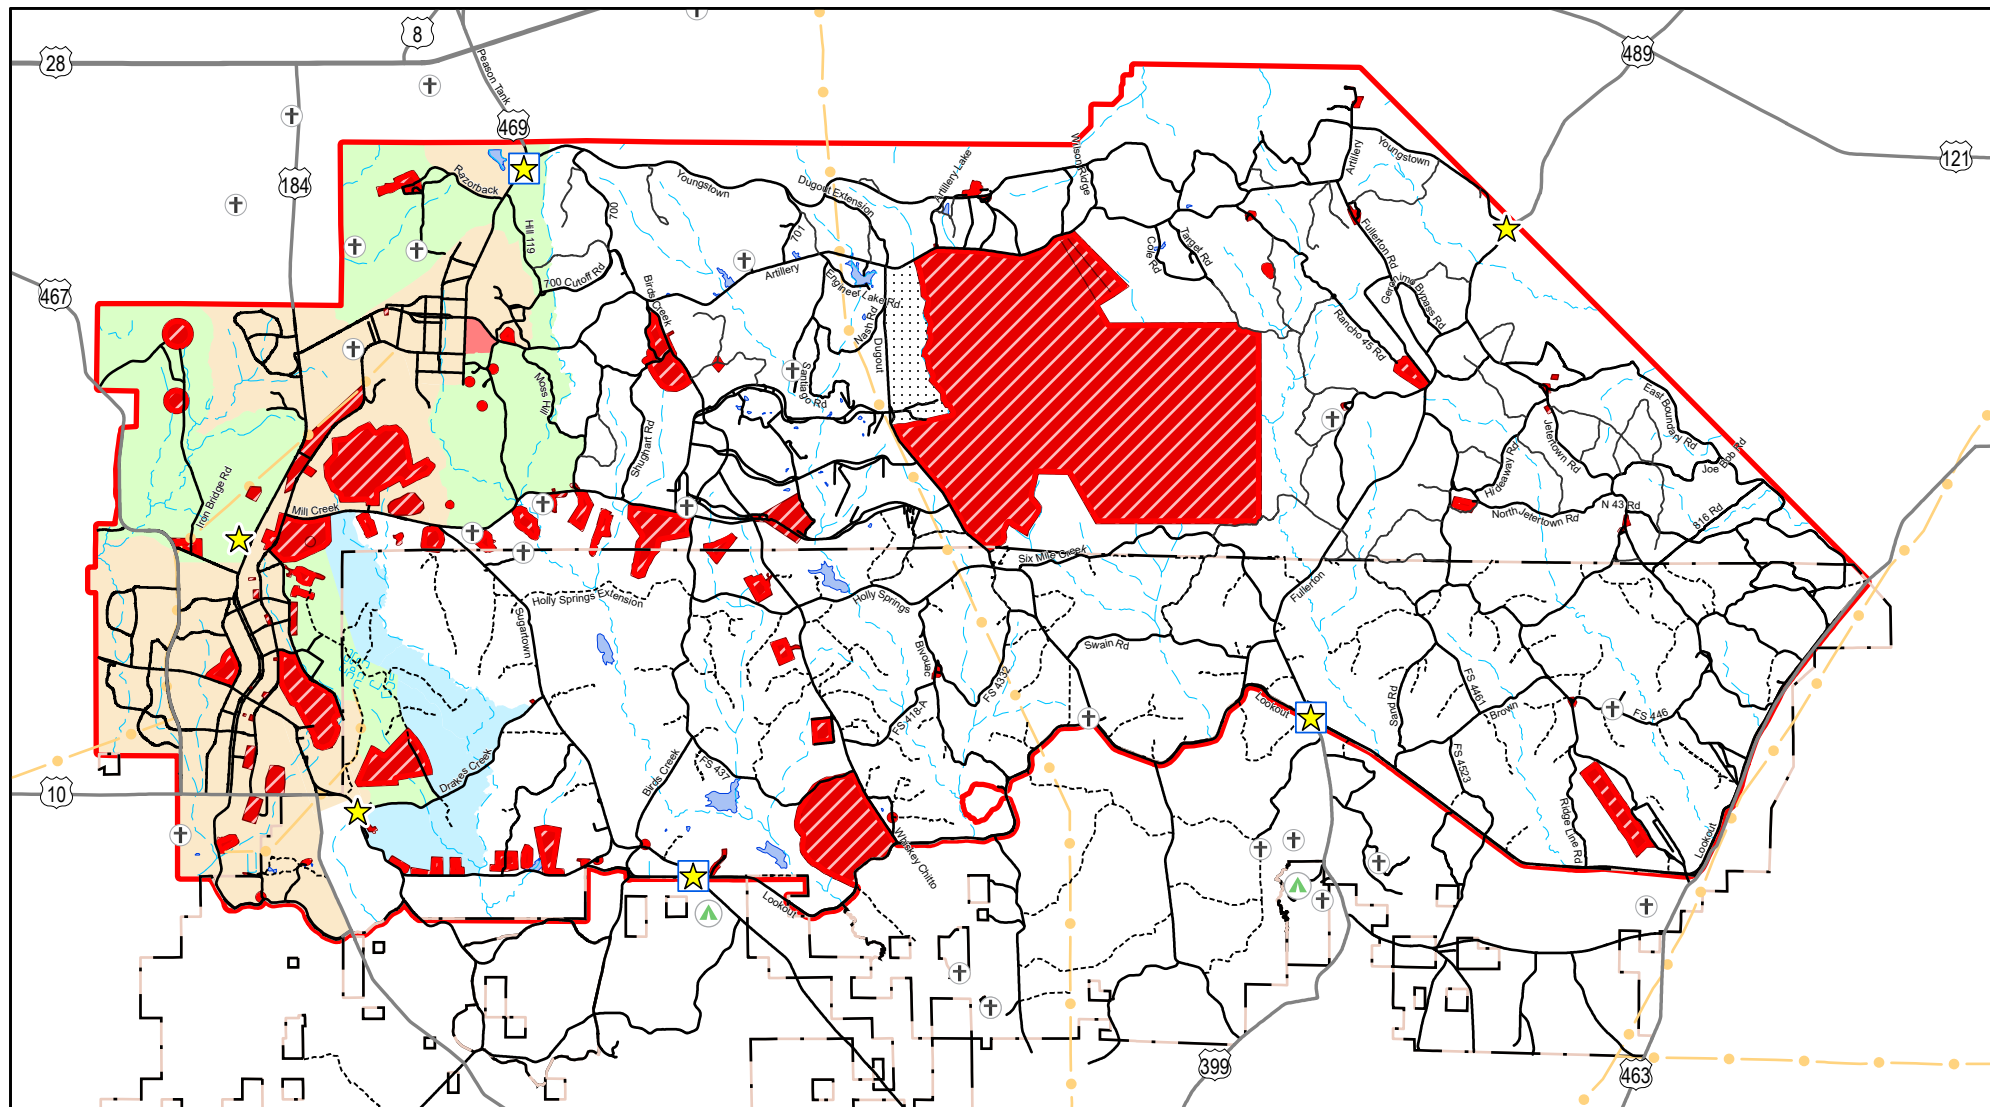 8
28
489
Peason Tank
469
121
184
467
Wilson Ridge
Artillery
Youngstown
Razorback
Youngstown
Dugout Extension
Artillery Lake
700
Hill 119
701
Cole Rd
Target Rd
Fullerton Rd
700 Cutoff Rd
Artillery
Birds Creek
Engineer Lake Rd
Nash Rd
Dugout
Rancho 45 Rd
Moss Hill
Santiago Rd
Shughart Rd
East Boundary Rd
Joe Bob Rd
Jetertown Rd
Hideaway Rd
North Jetertown Rd
N 43 Rd
816 Rd
Iron Bridge Rd
Mill Creek
Six Mile Creek
Fullerton
Holly Springs Extension
Holly Springs
Sugartown
Swain Rd
Bivouac
FS 4332
FS 418-A
Lookout
Sand Rd
FS 4461
Brown
FS 446
FS 4523
Birds Creek
FS 437
Drakes Creek
10
Ridge Line Rd
Lookout
Whiskey Chitto
Lookout
399
463